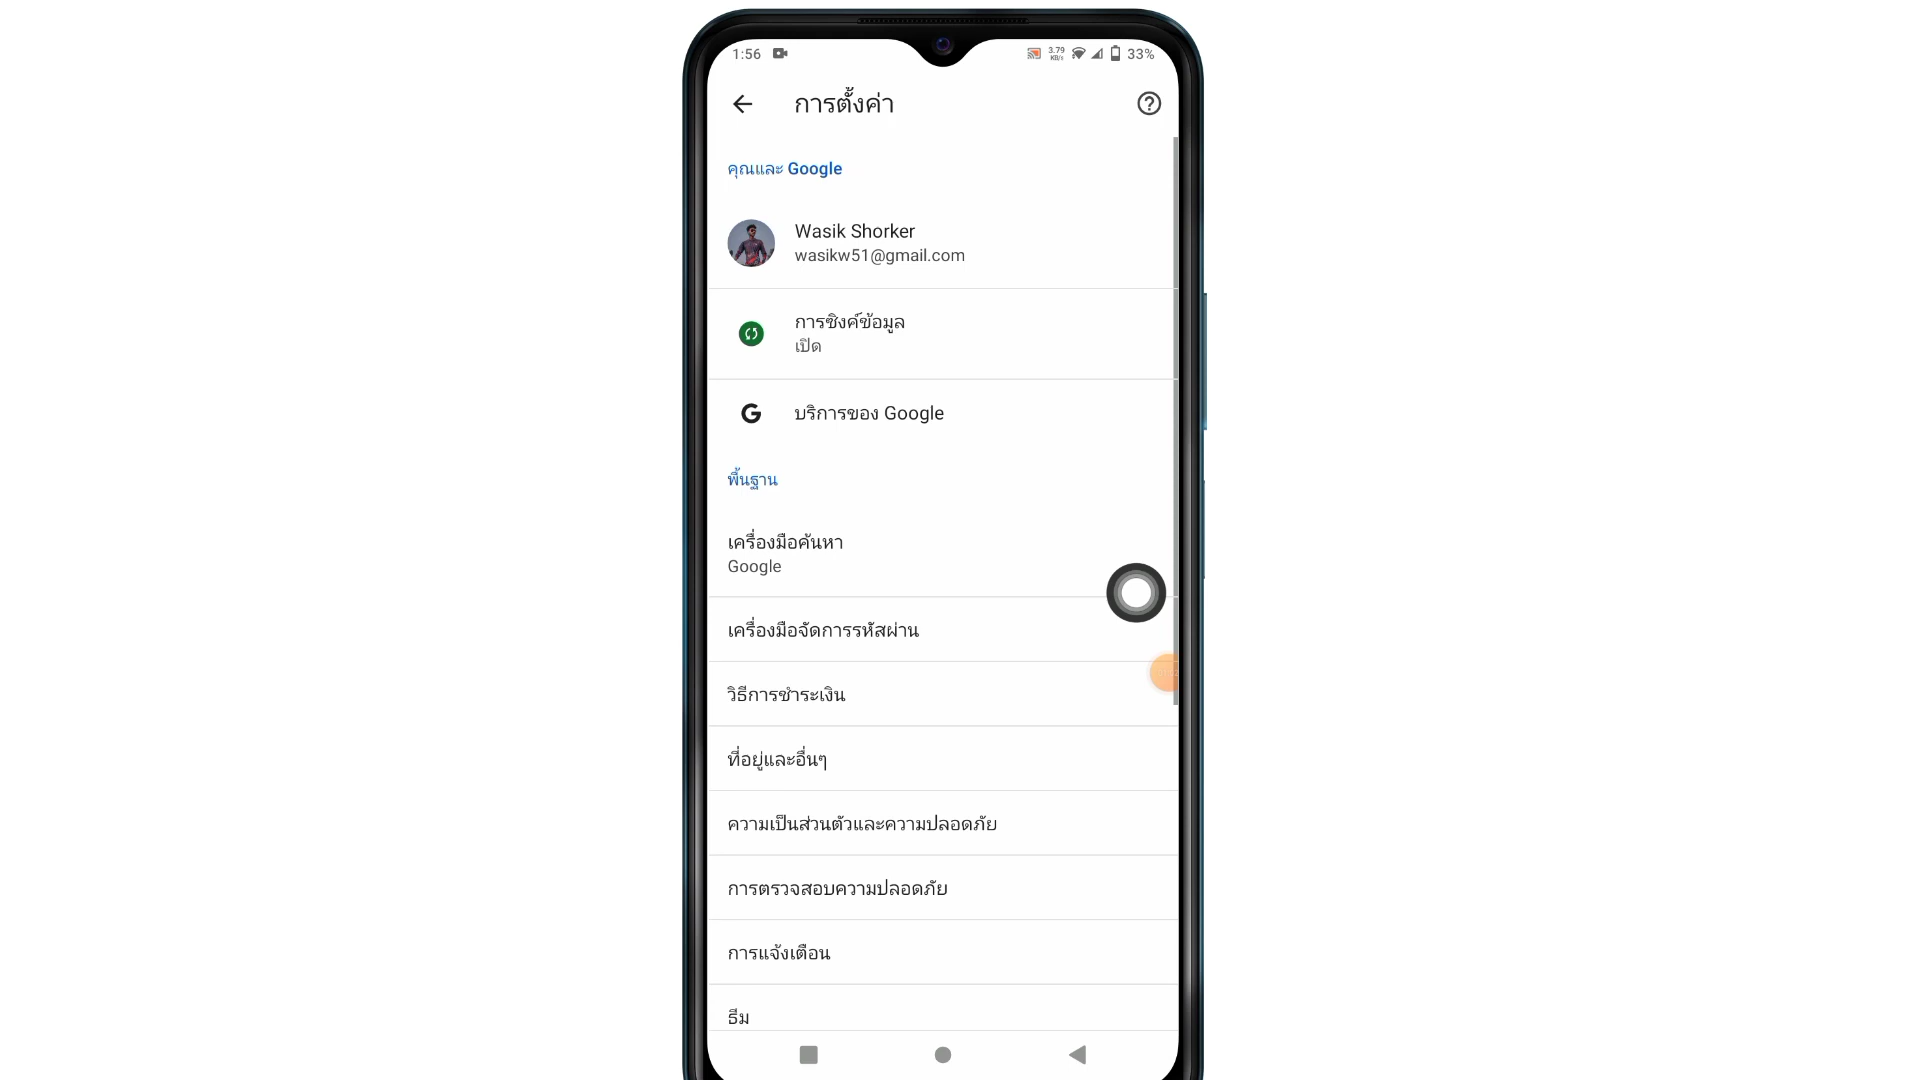 1:56
3.79
KB/s
33%
การตั้งค่า
คุณและ Google
Wasik Shorker
wasikw51@gmail.com
การซิงค์ข้อมูล
เปิด
บริการของ Google
พื้นฐาน
เครื่องมือค้นหา
Google
เครื่องมือจัดการรหัสผ่าน
วิธีการชำระเงิน
ที่อยู่และอื่นๆ
ความเป็นส่วนตัวและความปลอดภัย
การตรวจสอบความปลอดภัย
การแจ้งเตือน
ธีม